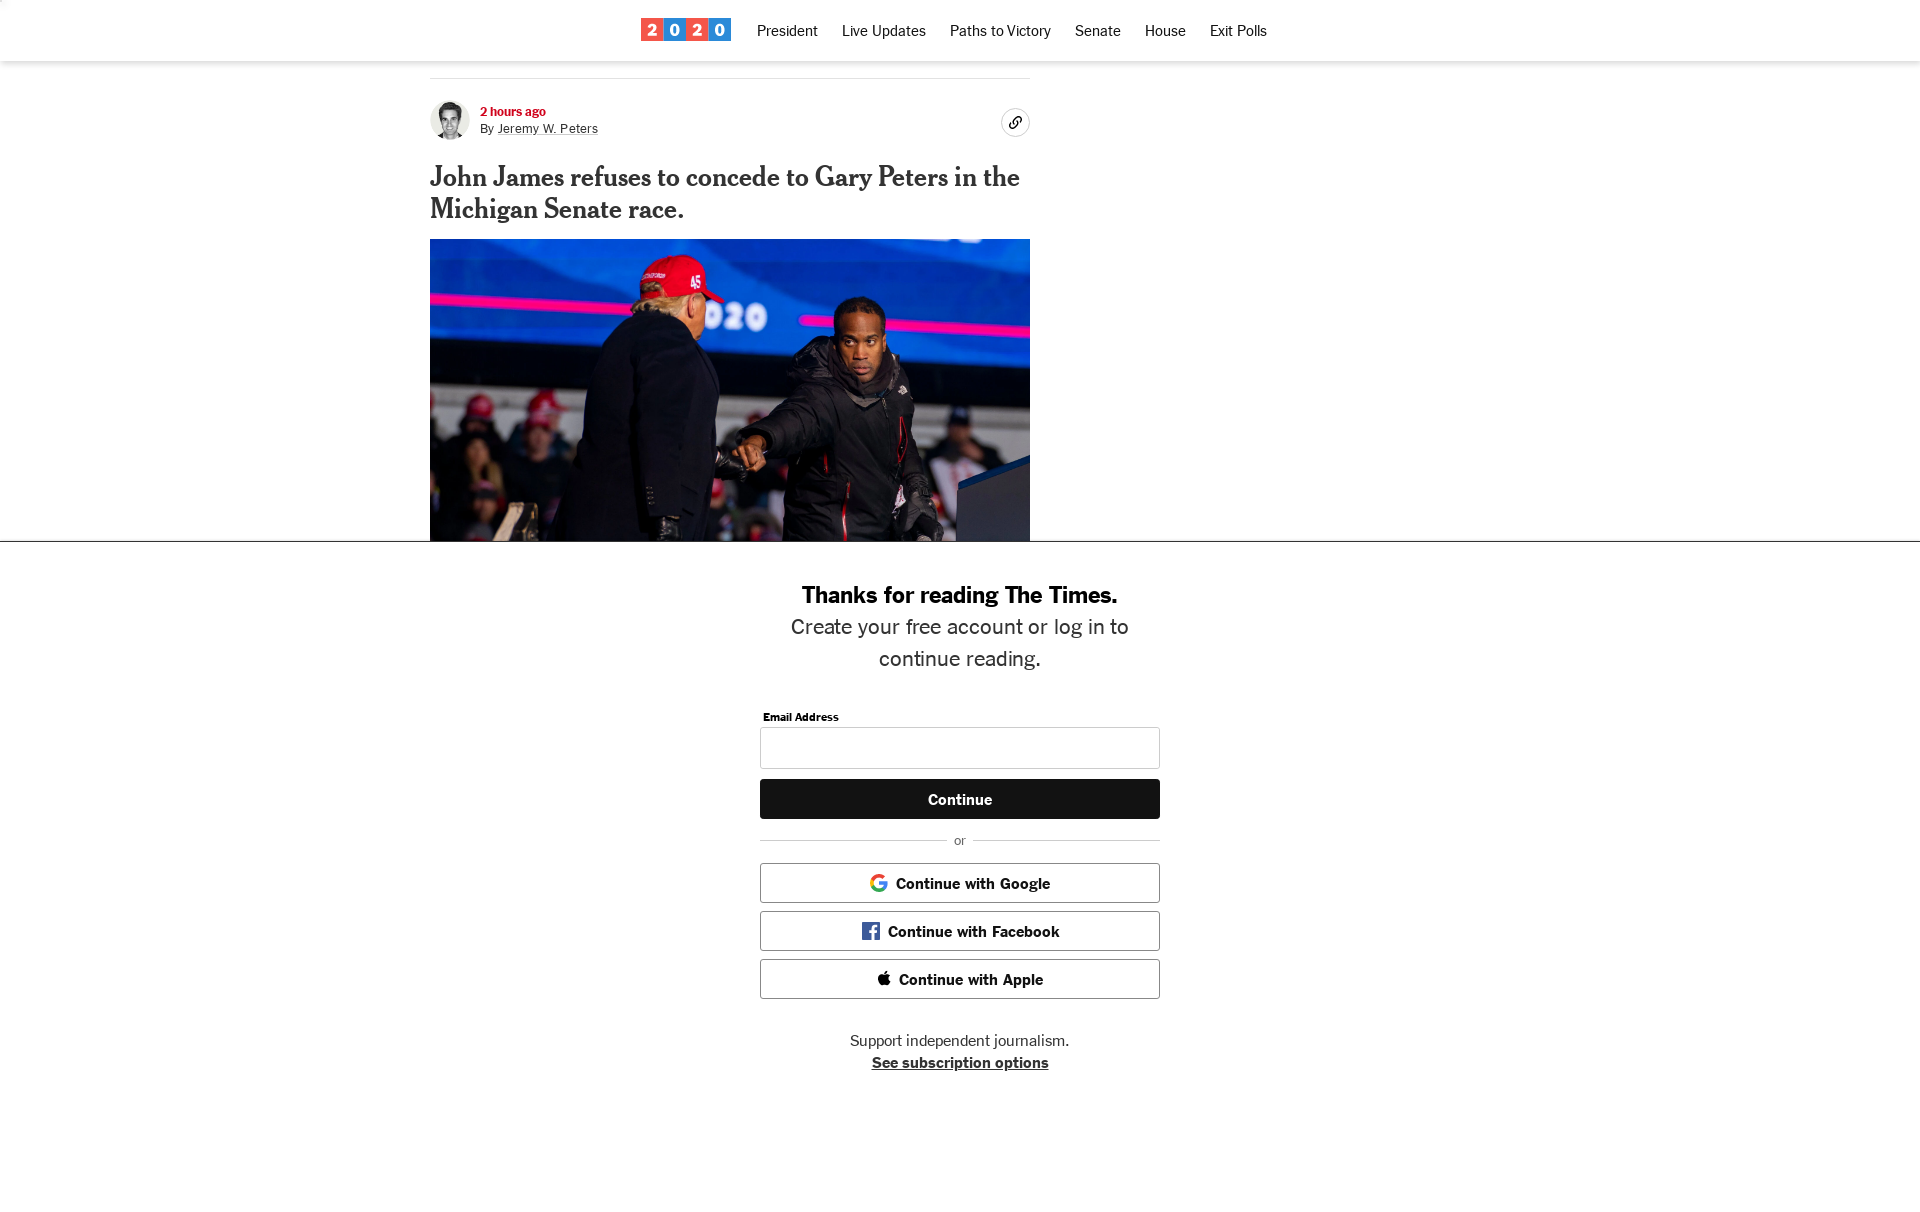 2020 President Live Updates Paths to Victory Senate House Exit Polls
2 hours ago
By Jeremy W. Peters
John James refuses to concede to Gary Peters in the
Michigan Senate race.
45
020
Thanks for reading The Times.
Create your free account or log in to
continue reading.
Email Address
Continue
or
Continue with Google
Continue with Facebook
Continue with Apple
Support independent journalism.
See subscription options